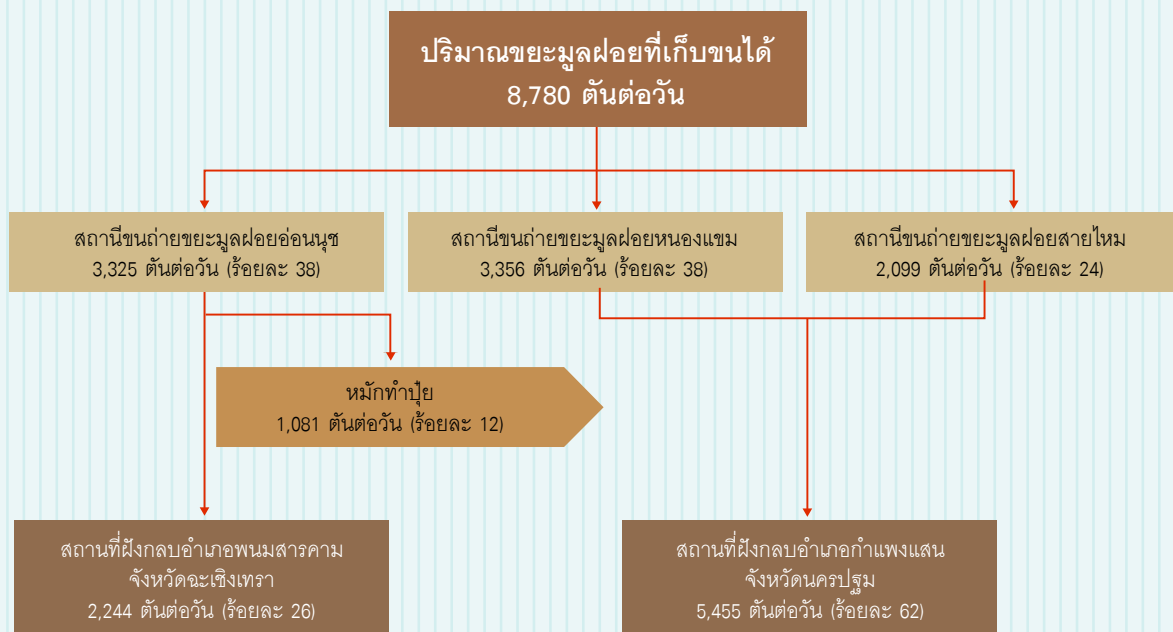 ปริมาณขยะมูลฝอยที่เก็บขนได้
8,780 ตันต่อวัน
สถานีขนถ่ายขยะมูลฝอยอ่อนนุช
3,325 ตันต่อวัน (ร้อยละ 38)
สถานีขนถ่ายขยะมูลฝอยหนองแขม
3,356 ตันต่อวัน (ร้อยละ 38)
สถานีขนถ่ายขยะมูลฝอยสายไหม
2,099 ตันต่อวัน (ร้อยละ 24)
หมักทำปุ๋ย
1,081 ตันต่อวัน (ร้อยละ 12)
สถานที่ฝังกลบอำเภอพนมสารคาม
จังหวัดฉะเชิงเทรา
2,244 ตันต่อวัน (ร้อยละ 26)
สถานที่ฝังกลบอำเภอกำแพงแสน
จังหวัดนครปฐม
5,455 ตันต่อวัน (ร้อยละ 62)